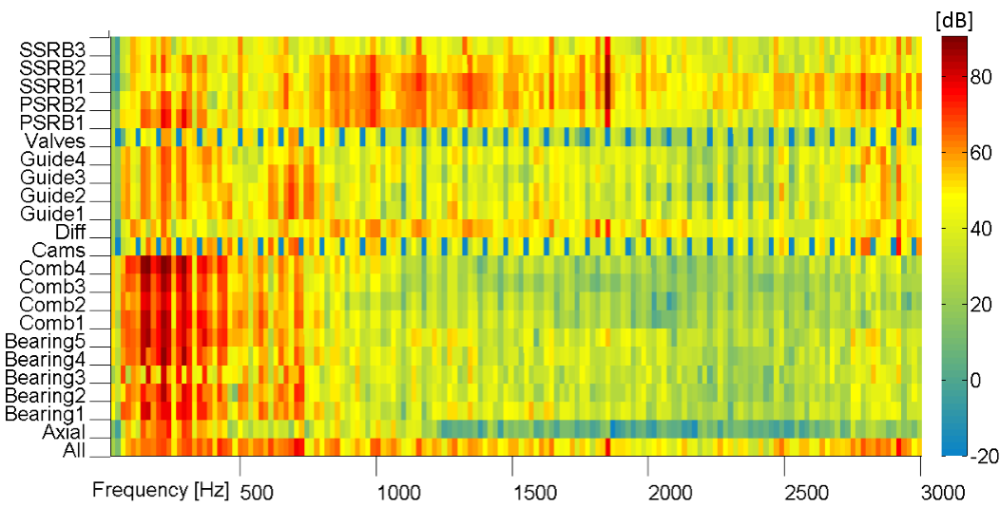 [dB]
SSRB3
SSRB2
SSRB1
PSRB2
PSRB1
Valves
Guide4
Guide3
Guide2
Guide1
Diff
Cams
Comb4
Comb3
Comb2
Comb1
Bearing5
Bearing4
Bearing3
Bearing2
Bearing1
Axial
All
80
60
40
20
0
-20
Frequency [Hz] 500 1000 1500 2000 2500 3000